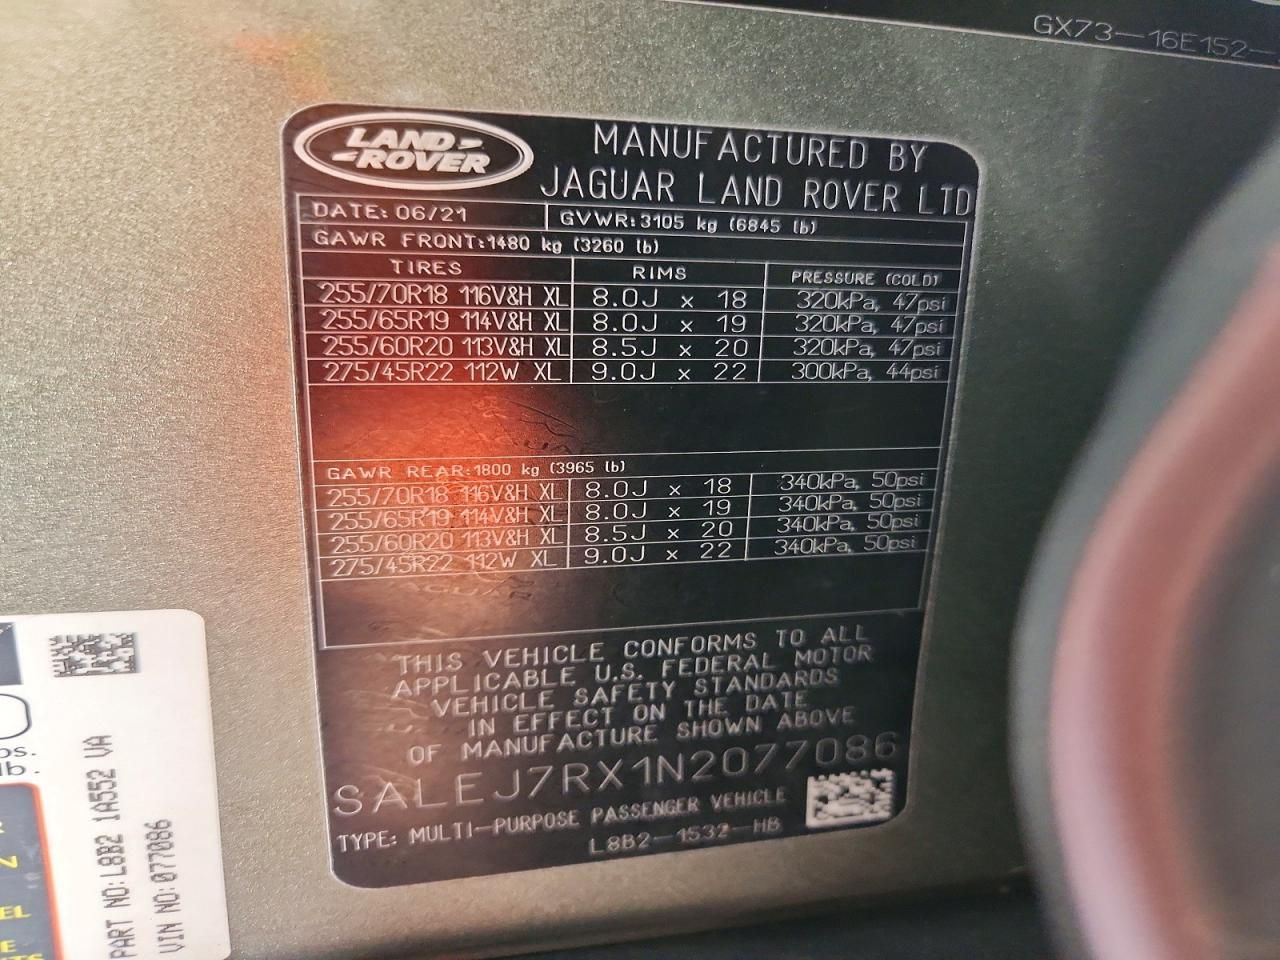 GX73-16E152-
LAND
ROVER
MANUFACTURED BY
JAGUAR LAND ROVER LTD
DATE: 06/21 GVWR:3105 kg (6845 lb)
GAWR FRONT:1480 kg (3260 lb)
TIRES RIMS PRESSURE (COLD)
255/70R18 116V&H XL 8.0J x 18 320kPa, 47psi
255/65R19 114V&H XL 8.0J x 19 320kPa, 47psi
255/60R20 113V&H XL 8.5J x 20 320kPa, 47psi
275/45R22 112W XL 9.0J x 22 300kPa, 44psi
GAWR REAR:1800 kg (3965 lb)
255/70R18 116V&H XL 8.0J x 18 340kPa, 50psi
255/65R19 114V&H XL 8.0J x 19 340kPa, 50psi
255/60R20 113V&H XL 8.5J x 20 340kPa, 50psi
275/45R22 112W XL 9.0J x 22 340kPa, 50psi
THIS VEHICLE CONFORMS TO ALL
APPLICABLE U.S. FEDERAL MOTOR
VEHICLE SAFETY STANDARDS
IN EFFECT ON THE DATE
OF MANUFACTURE SHOWN ABOVE
SALEJ7RX1N2077086
TYPE: MULTI-PURPOSE PASSENGER VEHICLE
L8B2-1532-HB
PART NO:L8B2 1A552 VA
VIN NO:077086
lb.